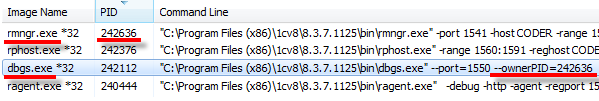 Image Name PID Command Line
rmngr.exe *32 242636 "C:\Program Files (x86)\1cv8\8.3.7.1125\bin\rmngr.exe" -port 1541 -host CODER -range 15
rphost.exe *32 242376 "C:\Program Files (x86)\1cv8\8.3.7.1125\bin\rphost.exe" -range 1560:1591 -reghost COD
dbgs.exe *32 242112 "C:\Program Files (x86)\1cv8\8.3.7.1125\bin\dbgs.exe" --port=1550 --ownerPID=242636
ragent.exe *32 240444 "C:\Program Files (x86)\1cv8\8.3.7.1125\bin\ragent.exe" -debug -http -agent -regport 15